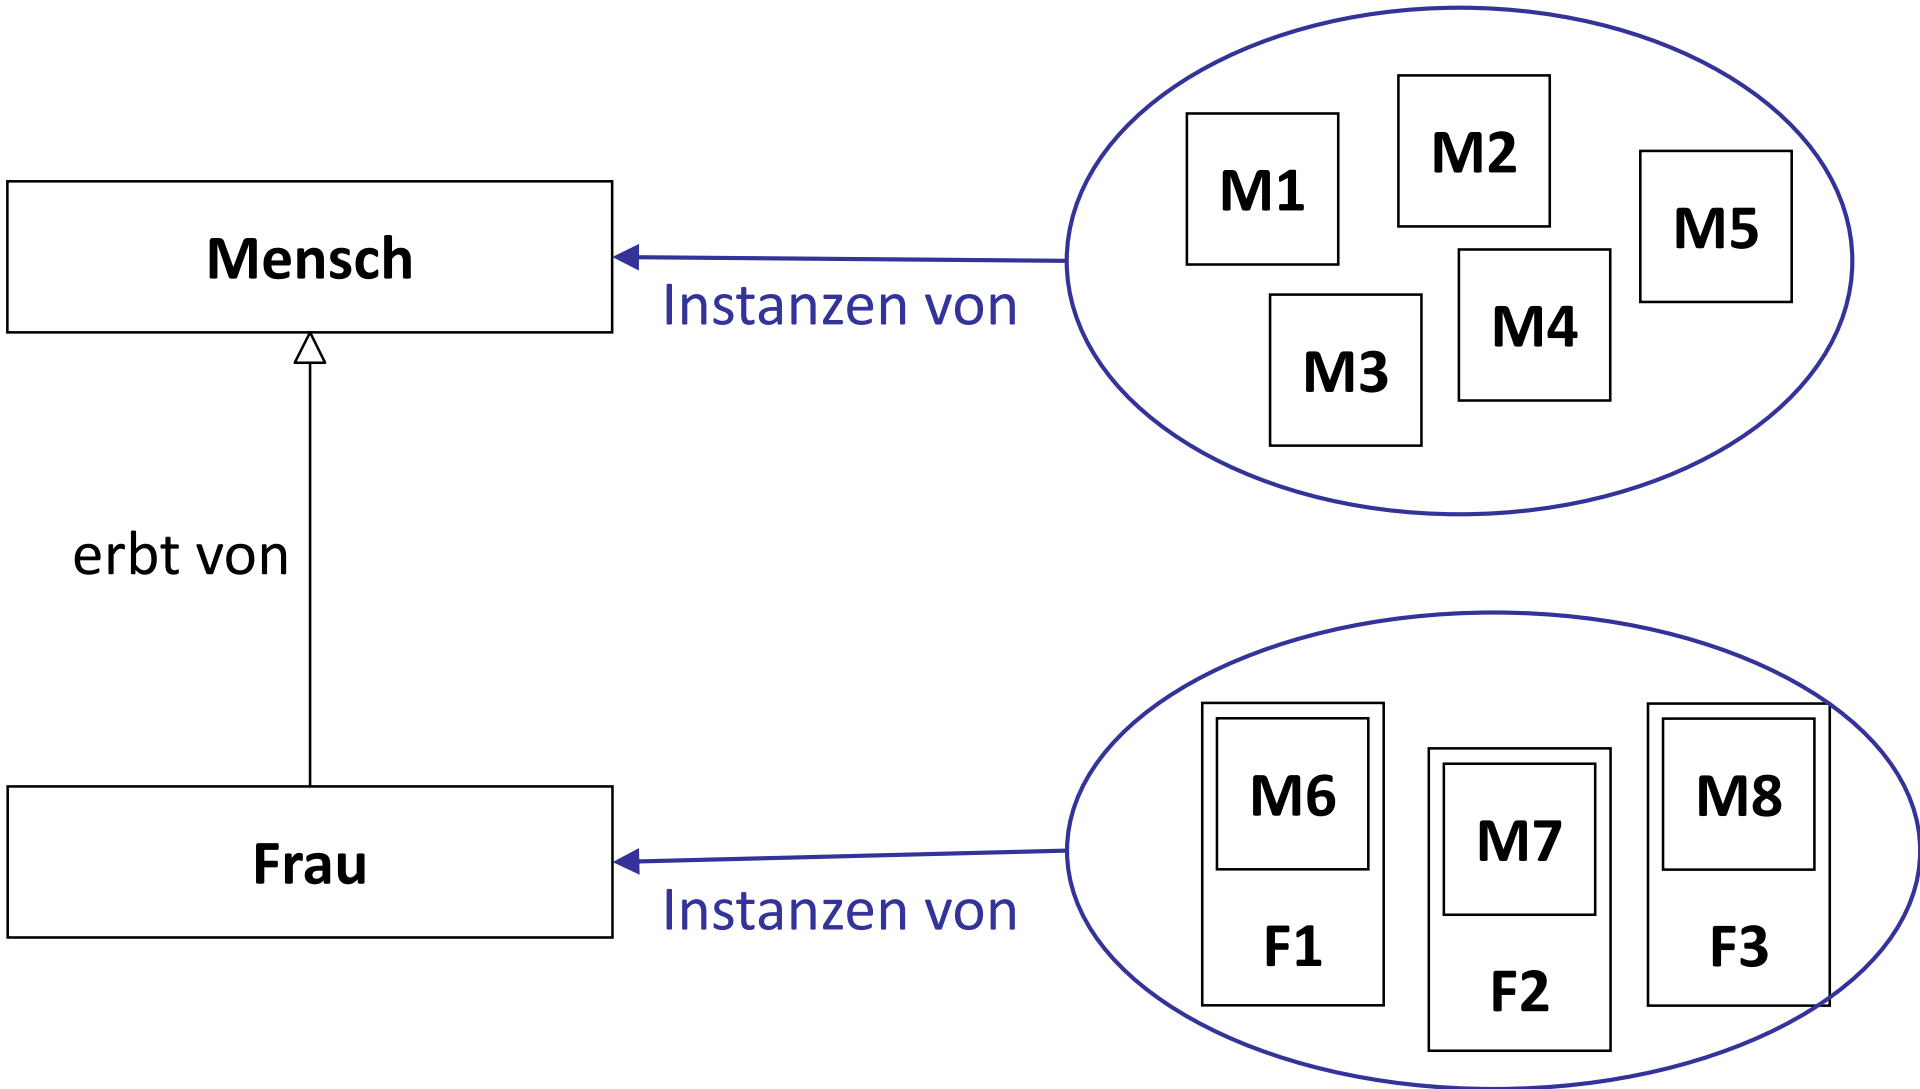 M2
M1
M5
Mensch
Instanzen von
M4
M3
erbt von
M6
M8
M7
Frau
Instanzen von
F1
F3
F2